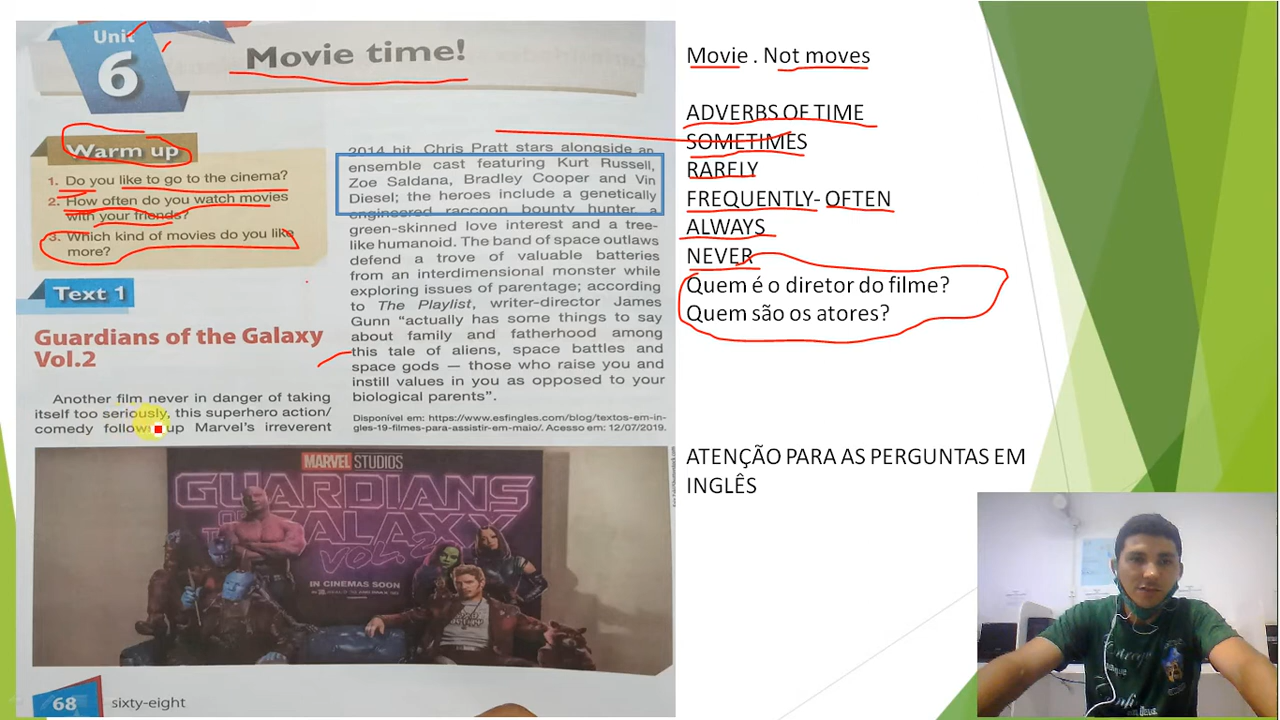 Unit
6
Movie time!
Warm up
1. Do you like to go to the cinema?
2. How often do you watch movies
with your friends?
3. Which kind of movies do you like
more?
Text 1
Guardians of the Galaxy
Vol.2
Another film never in danger of taking
itself too seriously, this superhero action/
comedy follows up Marvel's irreverent
2014 hit. Chris Pratt stars alongside an
ensemble cast featuring Kurt Russell,
Zoe Saldana, Bradley Cooper and Vin
Diesel; the heroes include a genetically
engineered raccoon bounty hunter, a
green-skinned love interest and a tree-
like humanoid. The band of space outlaws
defend a trove of valuable batteries
from an interdimensional monster while
exploring issues of parentage; according
to The Playlist, writer-director James
Gunn “actually has some things to say
about family and fatherhood among
this tale of aliens, space battles and
space gods — those who raise you and
instill values in you as opposed to your
biological parents”.
Disponível em: https://www.esfingles.com/blog/textos-em-in-
gles-19-filmes-para-assistir-em-maio/. Acesso em: 12/07/2019.
MARVEL STUDIOS
GUARDIANS
OF THE
GALAXY
VOL.2
IN CINEMAS SOON
68 sixty-eight
Movie . Not moves
ADVERBS OF TIME
SOMETIMES
RARELY
FREQUENTLY- OFTEN
ALWAYS
NEVER
Quem é o diretor do filme?
Quem são os atores?
ATENÇÃO PARA AS PERGUNTAS EM
INGLÊS